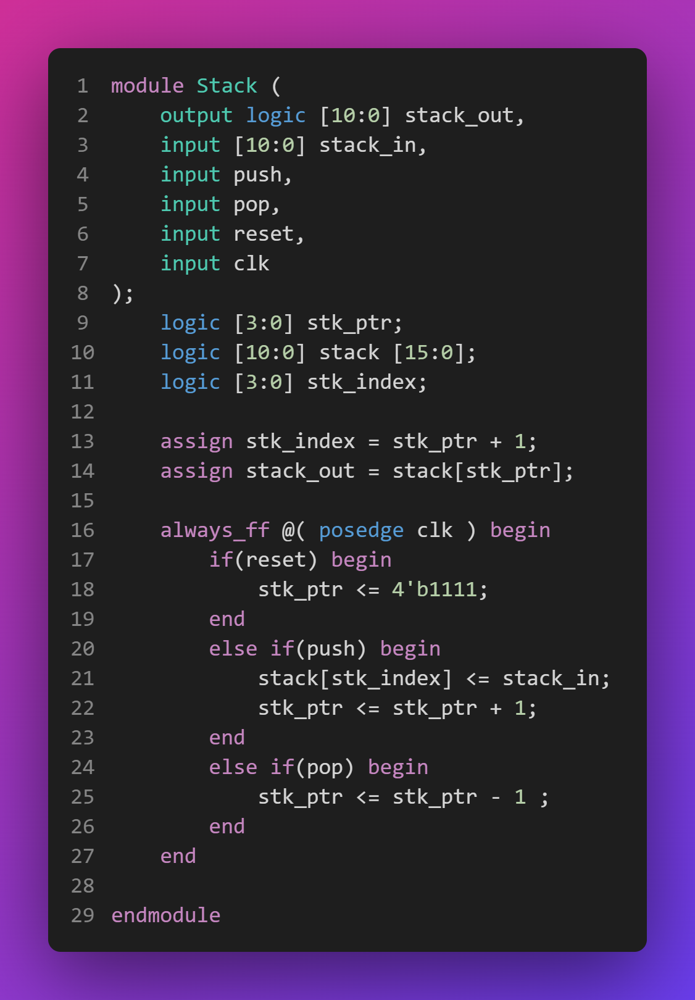 1 module Stack (
2     output logic [10:0] stack_out,
3     input [10:0] stack_in,
4     input push,
5     input pop,
6     input reset,
7     input clk
8 );
9     logic [3:0] stk_ptr;
10     logic [10:0] stack [15:0];
11     logic [3:0] stk_index;
12
13     assign stk_index = stk_ptr + 1;
14     assign stack_out = stack[stk_ptr];
15
16     always_ff @( posedge clk ) begin
17         if(reset) begin
18             stk_ptr <= 4'b1111;
19         end
20         else if(push) begin
21             stack[stk_index] <= stack_in;
22             stk_ptr <= stk_ptr + 1;
23         end
24         else if(pop) begin
25             stk_ptr <= stk_ptr - 1 ;
26         end
27     end
28
29 endmodule